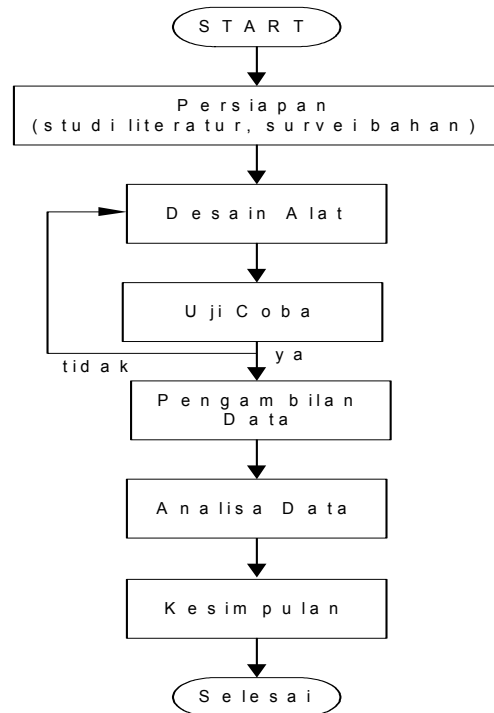 START
Persiapan
(studi literatur, survei bahan)
Desain Alat
Uji Coba
ya
tidak
Pengambilan
Data
Analisa Data
Kesimpulan
Selesai